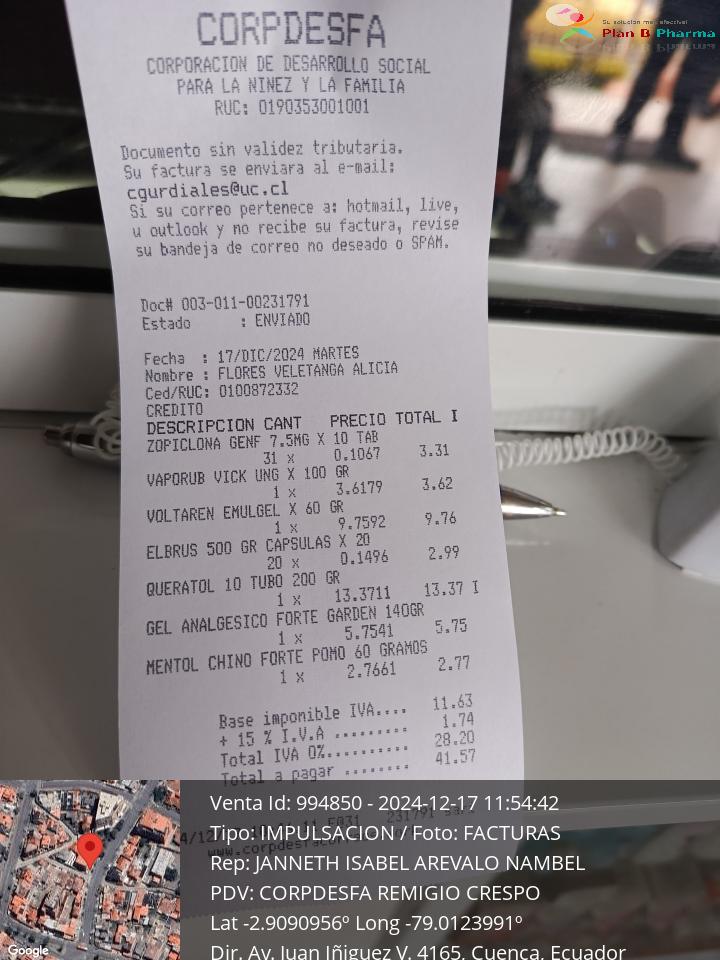 Su solución más efectiva!
Plan B Pharma
CORPDESFA
CORPORACION DE DESARROLLO SOCIAL
PARA LA NINEZ Y LA FAMILIA
RUC: 0190353001001
Documento sin validez tributaria.
Su factura se enviara al e-mail:
cgurdiales@uc.cl
Si su correo pertenece a: hotmail, live,
u outlook y no recibe su factura, revise
su bandeja de correo no deseado o SPAM.
Doc# 003-011-00231791
Estado : ENVIADO
Fecha : 17/DIC/2024 MARTES
Nombre : FLORES VELETANGA ALICIA
Ced/RUC: 0100872332
CREDITO
DESCRIPCION CANT PRECIO TOTAL I
ZOPICLONA GENF 7.5MG X 10 TAB
31 x 0.1067 3.31
VAPORUB VICK UNG X 100 GR
1 x 3.6179 3.62
VOLTAREN EMULGEL X 60 GR
1 x 9.7592 9.76
ELBRUS 500 GR CAPSULAS X 20
20 x 0.1496 2.99
QUERATOL 10 TUBO 200 GR
1 x 13.3711 13.37 I
GEL ANALGESICO FORTE GARDEN 140GR
1 x 5.7541 5.75
MENTOL CHINO FORTE POMO 60 GRAMOS
1 x 2.7661 2.77
Base imponible IVA.... 11.63
+ 15 % I.V.A ......... 1.74
Total IVA 0%.......... 28.20
Total a pagar ........ 41.57
231791
Venta Id: 994850 - 2024-12-17 11:54:42
Tipo: IMPULSACION / Foto: FACTURAS
Rep: JANNETH ISABEL AREVALO NAMBEL
PDV: CORPDESFA REMIGIO CRESPO
Lat -2.9090956º Long -79.0123991º
Dir. Av. Juan Iñiguez V. 4165, Cuenca, Ecuador
Google